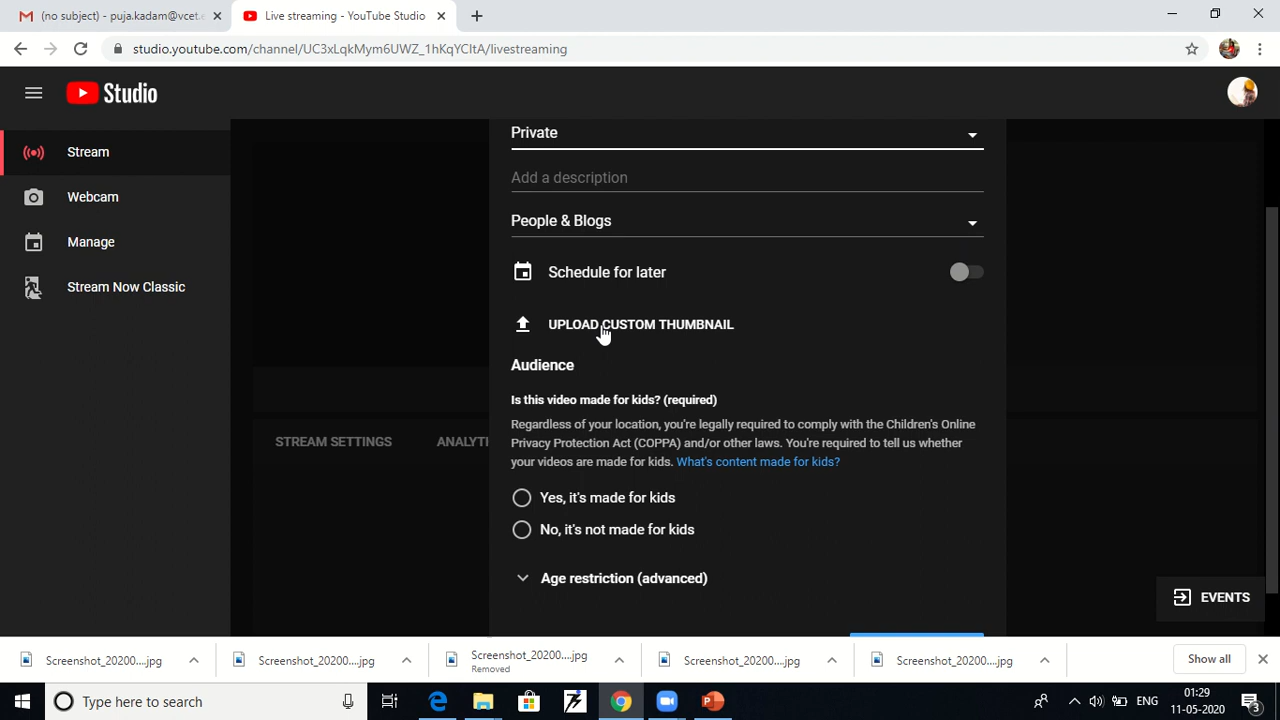 (no subject) - puja.kadam@vcet.e
Live streaming - YouTube Studio
studio.youtube.com/channel/UC3xLqkMym6UWZ_1hKqYCItA/livestreaming
Studio
Stream
Webcam
Manage
Stream Now Classic
Private
Add a description
People & Blogs
Schedule for later
UPLOAD CUSTOM THUMBNAIL
Audience
Is this video made for kids? (required)
Regardless of your location, you're legally required to comply with the Children's Online
Privacy Protection Act (COPPA) and/or other laws. You're required to tell us whether
your videos are made for kids. What's content made for kids?
Yes, it's made for kids
No, it's not made for kids
Age restriction (advanced)
STREAM SETTINGS
ANALYTI
EVENTS
Screenshot_20200....jpg
Screenshot_20200....jpg
Screenshot_20200....jpg
Removed
Screenshot_20200....jpg
Screenshot_20200....jpg
Show all
Type here to search
ENG
01:29
11-05-2020
3